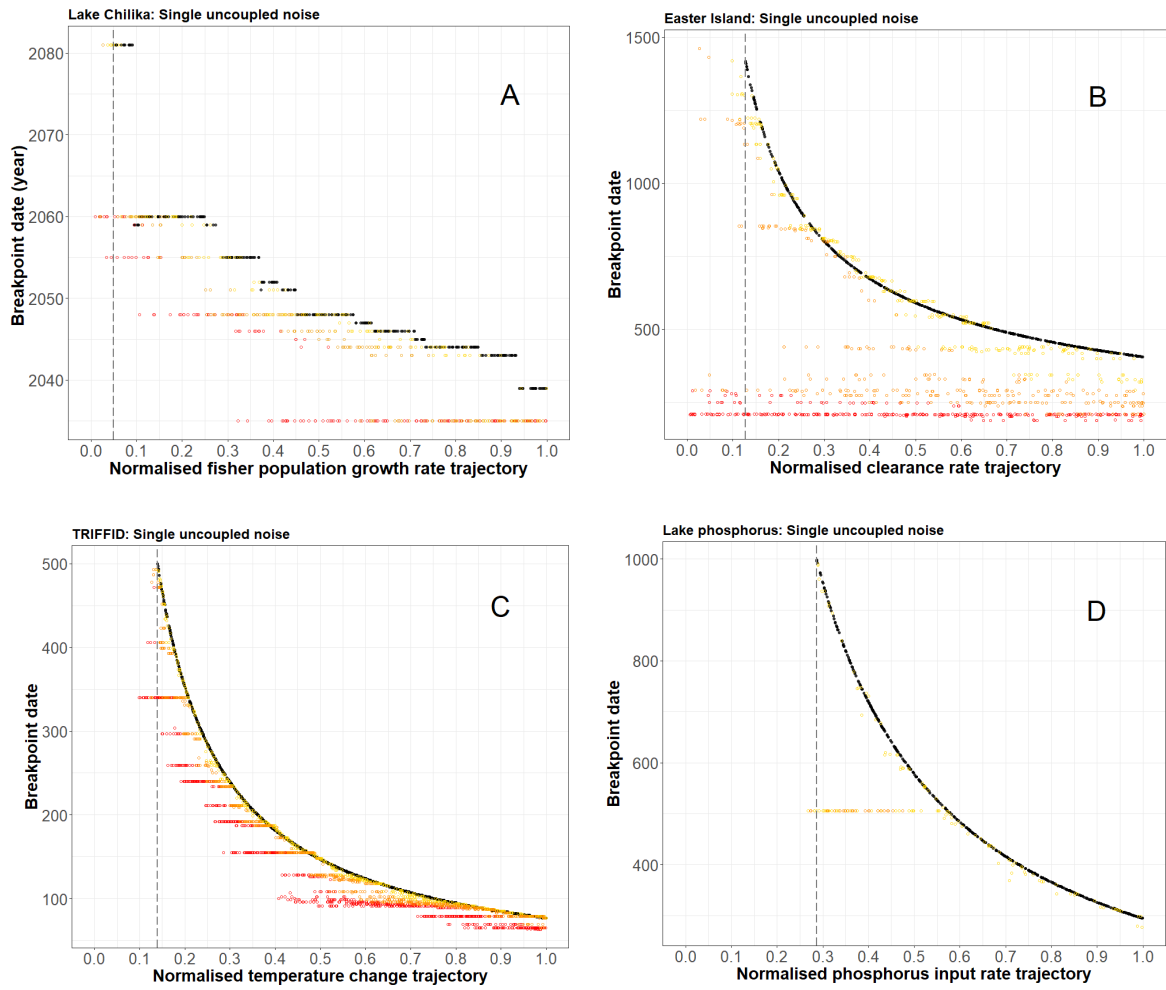 Lake Chilika: Single uncoupled noise
A
Breakpoint date (year)
2080
2070
2060
2050
2040
0.0 0.1 0.2 0.3 0.4 0.5 0.6 0.7 0.8 0.9 1.0
Normalised fisher population growth rate trajectory
Easter Island: Single uncoupled noise
B
Breakpoint date
1500
1000
500
0.0 0.1 0.2 0.3 0.4 0.5 0.6 0.7 0.8 0.9 1.0
Normalised clearance rate trajectory
TRIFFID: Single uncoupled noise
C
Breakpoint date
500
400
300
200
100
0.0 0.1 0.2 0.3 0.4 0.5 0.6 0.7 0.8 0.9 1.0
Normalised temperature change trajectory
Lake phosphorus: Single uncoupled noise
D
Breakpoint date
1000
800
600
400
0.0 0.1 0.2 0.3 0.4 0.5 0.6 0.7 0.8 0.9 1.0
Normalised phosphorus input rate trajectory